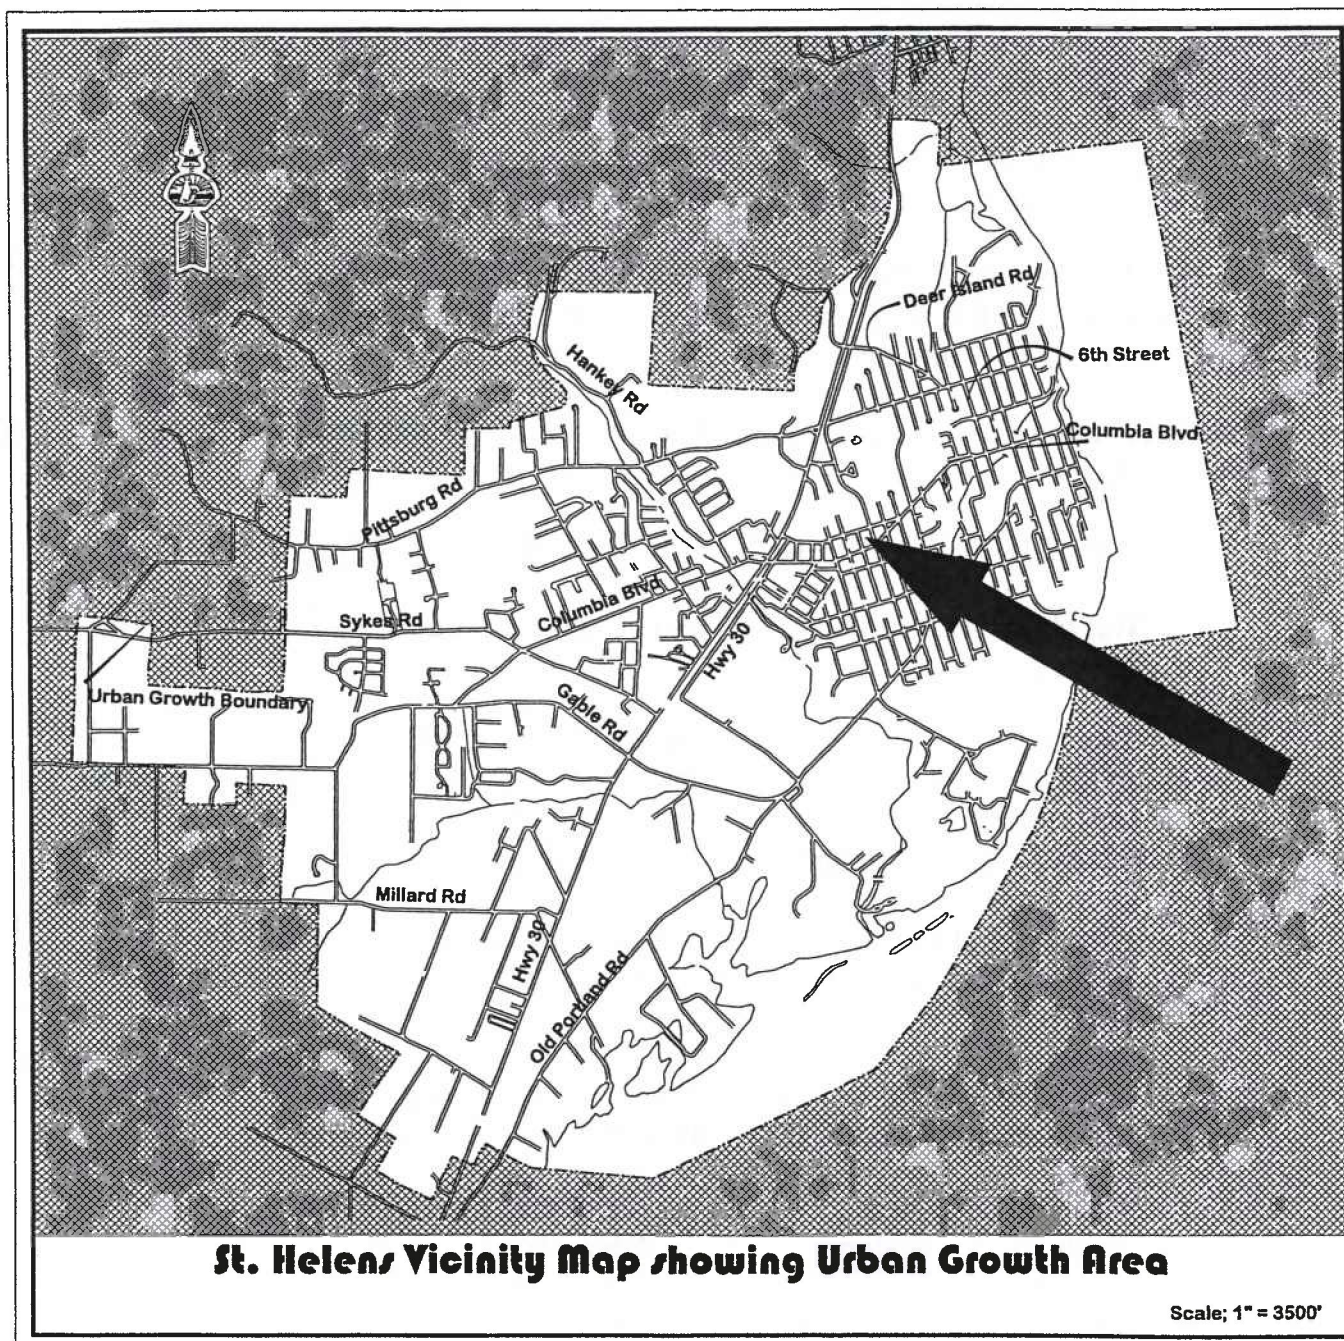 Deer Island Rd
6th Street
Hankey Rd
Columbia Blvd
Pittsburg Rd
Columbia Blvd
Sykes Rd
Hwy 30
Urban Growth Boundary
Gable Rd
Millard Rd
Hwy 30
Old Portland Rd
St. Helens Vicinity Map showing Urban Growth Area
Scale; 1" = 3500'